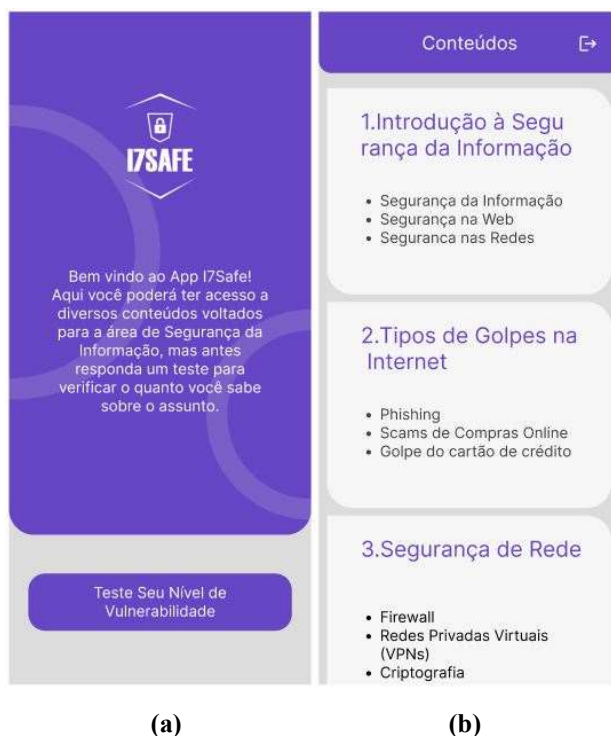 I7SAFE
Bem vindo ao App I7Safe!
Aqui você poderá ter acesso a
diversos conteúdos voltados
para a área de Segurança da
Informação, mas antes
responda um teste para
verificar o quanto você sabe
sobre o assunto.
Teste Seu Nível de
Vulnerabilidade
(a)
Conteúdos
1.Introdução à Segu
rança da Informação
• Segurança da Informação
• Segurança na Web
• Seguranca nas Redes
2.Tipos de Golpes na
Internet
• Phishing
• Scams de Compras Online
• Golpe do cartão de crédito
3.Segurança de Rede
• Firewall
• Redes Privadas Virtuais
(VPNs)
• Criptografia
(b)